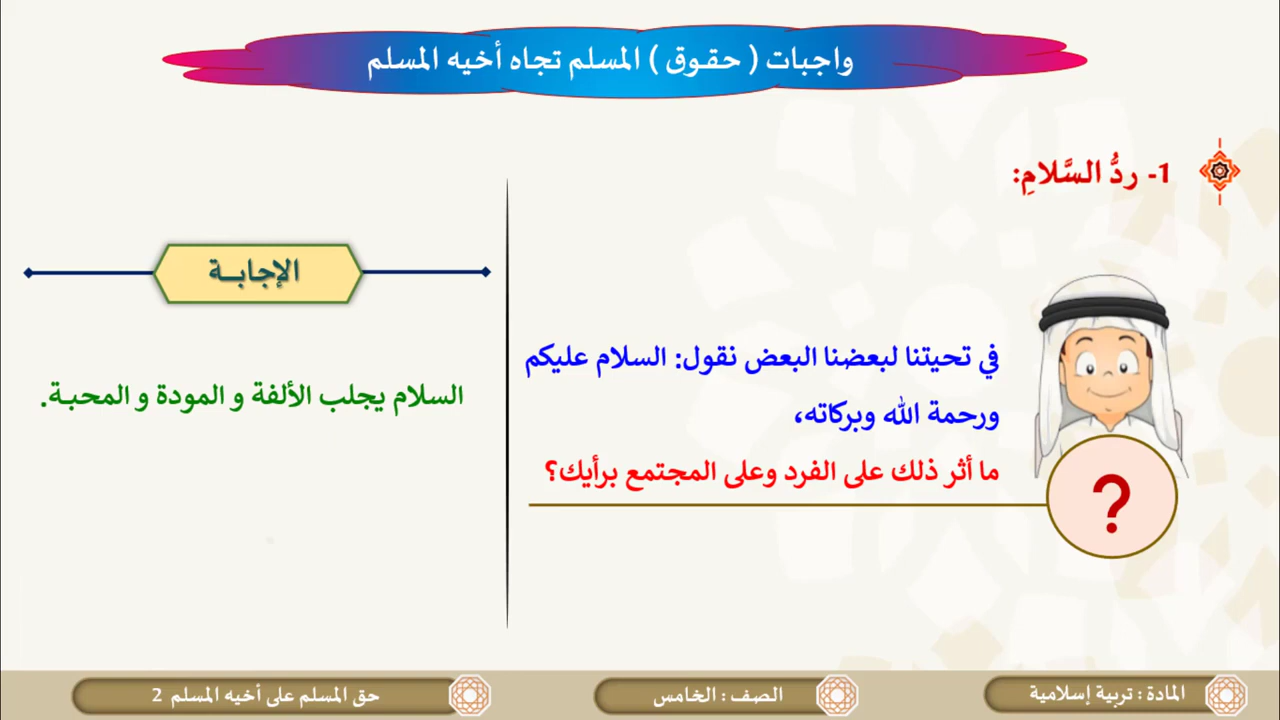 واجبات ( حقوق ) المسلم تجاه أخيه المسلم
1- ردُّ السَّلامِ:
في تحيتنا لبعضنا البعض نقول: السلام عليكم
ورحمة الله وبركاته،
ما أثر ذلك على الفرد وعلى المجتمع برأيك؟
?
الإجابــة
السلام يجلب الألفة و المودة و المحبـة.
المادة : تربية إسلامية
الصف : الخامس
حق المسلم على أخيه المسلم 2